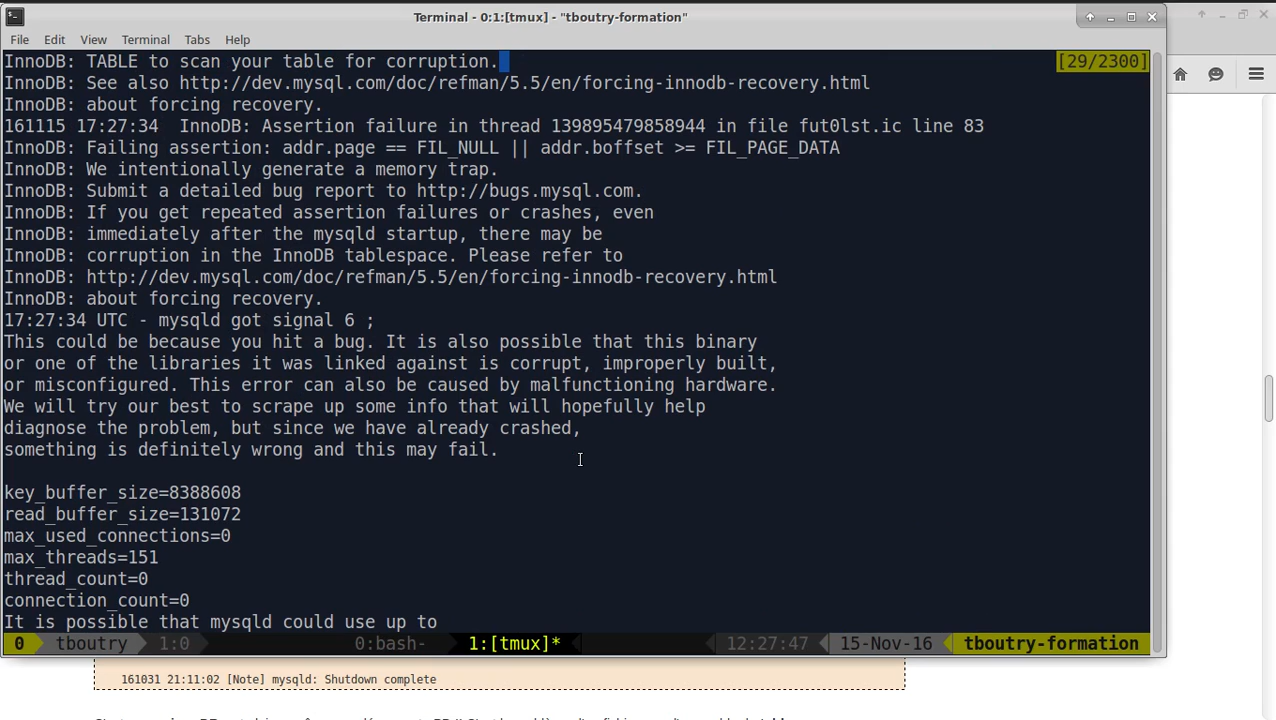 Terminal - 0:1:[tmux] - "tboutry-formation"
File Edit View Terminal Tabs Help
InnoDB: TABLE to scan your table for corruption. [29/2300]
InnoDB: See also http://dev.mysql.com/doc/refman/5.5/en/forcing-innodb-recovery.html
InnoDB: about forcing recovery.
161115 17:27:34  InnoDB: Assertion failure in thread 139895479858944 in file fut0lst.ic line 83
InnoDB: Failing assertion: addr.page == FIL_NULL || addr.boffset >= FIL_PAGE_DATA
InnoDB: We intentionally generate a memory trap.
InnoDB: Submit a detailed bug report to http://bugs.mysql.com.
InnoDB: If you get repeated assertion failures or crashes, even
InnoDB: immediately after the mysqld startup, there may be
InnoDB: corruption in the InnoDB tablespace. Please refer to
InnoDB: http://dev.mysql.com/doc/refman/5.5/en/forcing-innodb-recovery.html
InnoDB: about forcing recovery.
17:27:34 UTC - mysqld got signal 6 ;
This could be because you hit a bug. It is also possible that this binary
or one of the libraries it was linked against is corrupt, improperly built,
or misconfigured. This error can also be caused by malfunctioning hardware.
We will try our best to scrape up some info that will hopefully help
diagnose the problem, but since we have already crashed,
something is definitely wrong and this may fail.
key_buffer_size=8388608
read_buffer_size=131072
max_used_connections=0
max_threads=151
thread_count=0
connection_count=0
It is possible that mysqld could use up to
0 tboutry 1:0 0:bash- 1:[tmux]* 12:27:47 15-Nov-16 tboutry-formation
161031 21:11:02 [Note] mysqld: Shutdown complete